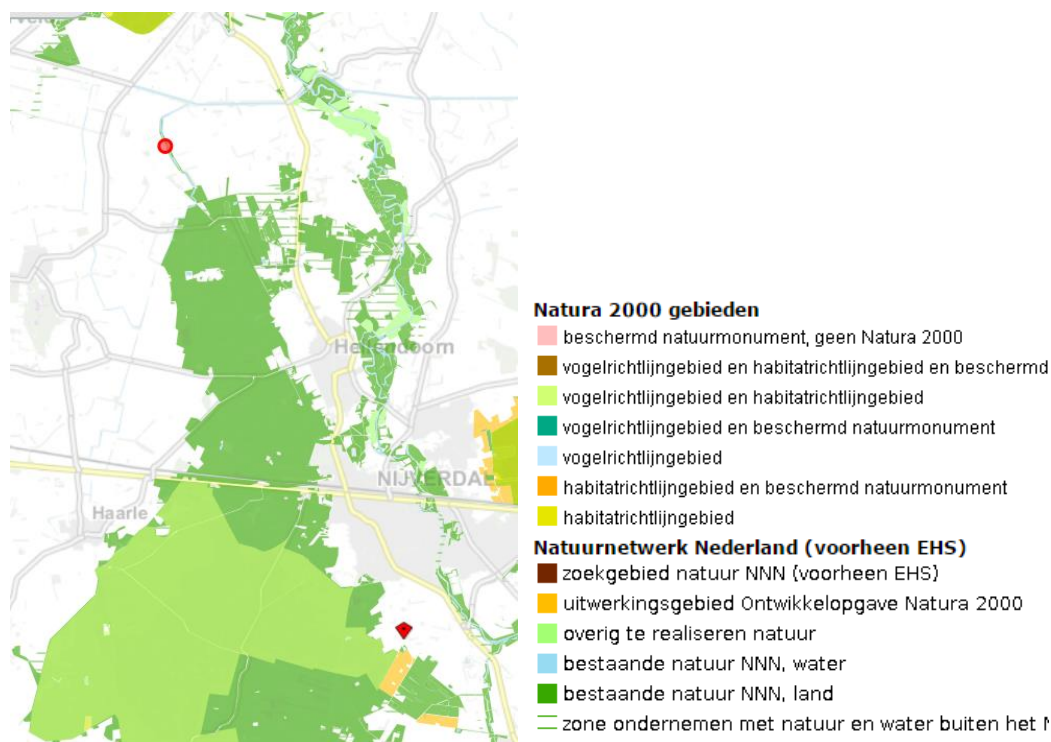 Hellendoorn
NIJVERDAL
Haarle
Natura 2000 gebieden
beschermd natuurmonument, geen Natura 2000
vogelrichtlijngebied en habitatrichtlijngebied en beschermd
vogelrichtlijngebied en habitatrichtlijngebied
vogelrichtlijngebied en beschermd natuurmonument
vogelrichtlijngebied
habitatrichtlijngebied en beschermd natuurmonument
habitatrichtlijngebied
Natuurnetwerk Nederland (voorheen EHS)
zoekgebied natuur NNN (voorheen EHS)
uitwerkingsgebied Ontwikkelopgave Natura 2000
overig te realiseren natuur
bestaande natuur NNN, water
bestaande natuur NNN, land
zone ondernemen met natuur en water buiten het N